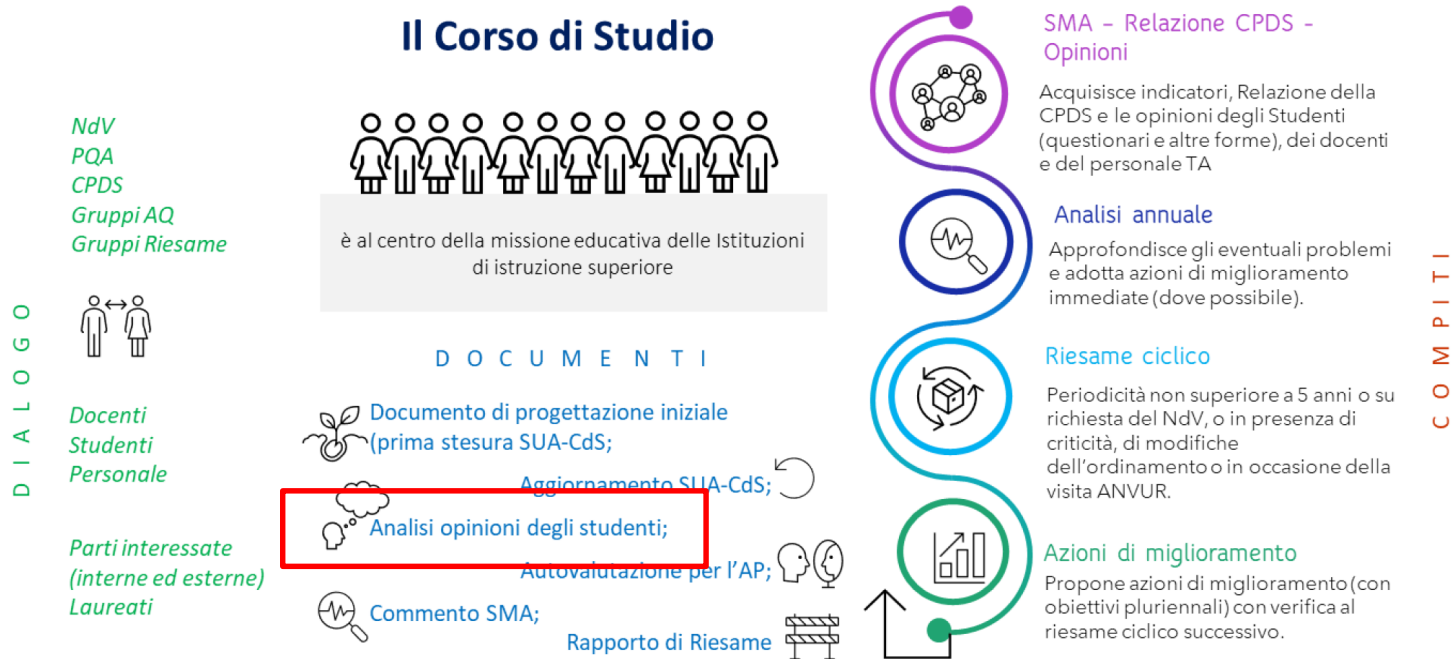 Il Corso di Studio
NdV
PQA
CPDS
Gruppi AQ
Gruppi Riesame
DIALOGO
Docenti
Studenti
Personale
Parti interessate
(interne ed esterne)
Laureati
è al centro della missione educativa delle Istituzioni
di istruzione superiore
DOCUMENTI
Documento di progettazione iniziale
(prima stesura SUA-CdS;
Aggiornamento SUA-CdS;
Analisi opinioni degli studenti;
Autovalutazione per l'AP;
Commento SMA;
Rapporto di Riesame
SMA – Relazione CPDS -
Opinioni
Acquisisce indicatori, Relazione della
CPDS e le opinioni degli Studenti
(questionari e altre forme), dei docenti
e del personale TA
Analisi annuale
Approfondisce gli eventuali problemi
e adotta azioni di miglioramento
immediate (dove possibile).
Riesame ciclico
Periodicità non superiore a 5 anni o su
richiesta del NdV, o in presenza di
criticità, di modifiche
dell'ordinamento o in occasione della
visita ANVUR.
Azioni di miglioramento
Propone azioni di miglioramento (con
obiettivi pluriennali) con verifica al
riesame ciclico successivo.
COMPITI